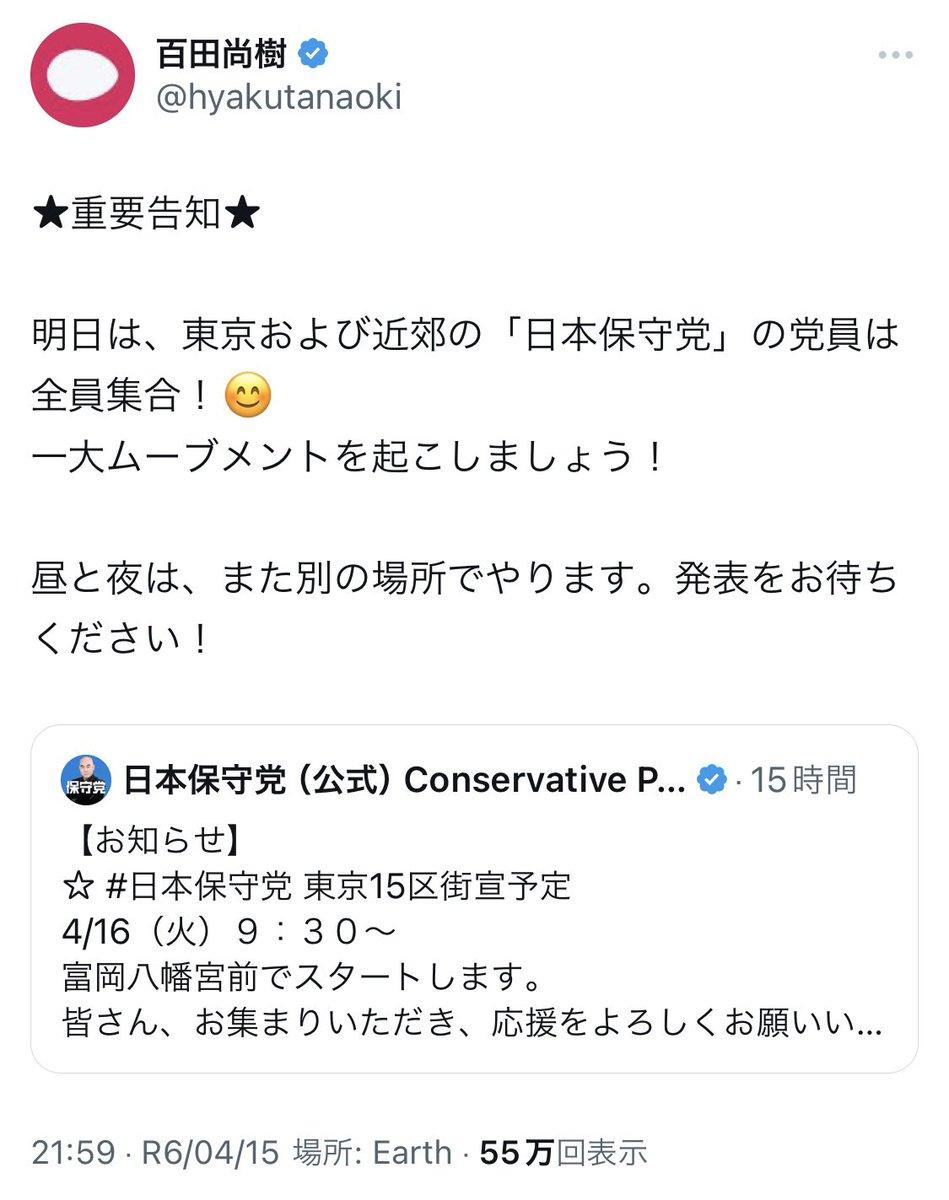 百田尚樹
@hyakutanaoki
★重要告知★
明日は、東京および近郊の「日本保守党」の党員は
全員集合！😊
一大ムーブメントを起こしましょう！
昼と夜は、また別の場所でやります。発表をお待ち
ください！
保守党
日本保守党（公式）Conservative P... · 15時間
【お知らせ】
☆ #日本保守党 東京15区街宣予定
4/16（火）９：３０〜
富岡八幡宮前でスタートします。
皆さん、お集まりいただき、応援をよろしくお願いい...
21:59 · R6/04/15 場所: Earth · 55万回表示